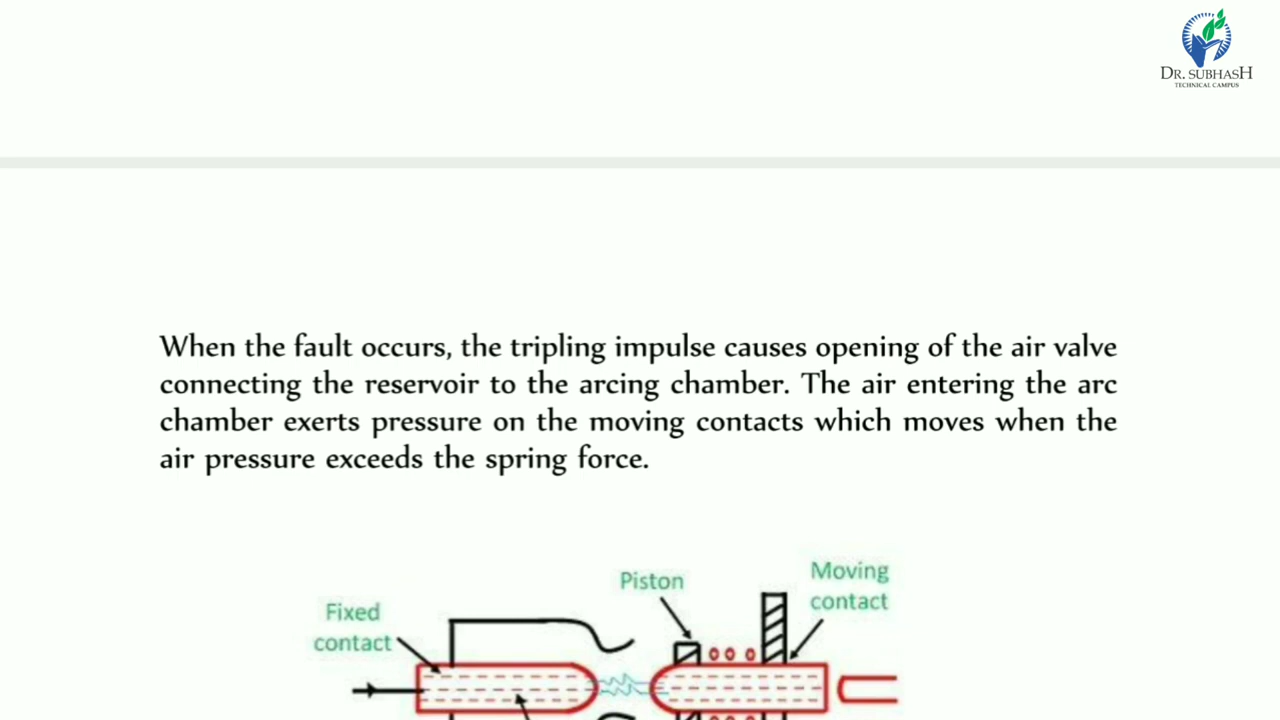 DR. SUBHASH
TECHNICAL CAMPUS
When the fault occurs, the tripling impulse causes opening of the air valve
connecting the reservoir to the arcing chamber. The air entering the arc
chamber exerts pressure on the moving contacts which moves when the
air pressure exceeds the spring force.
Piston
Moving
contact
Fixed
contact